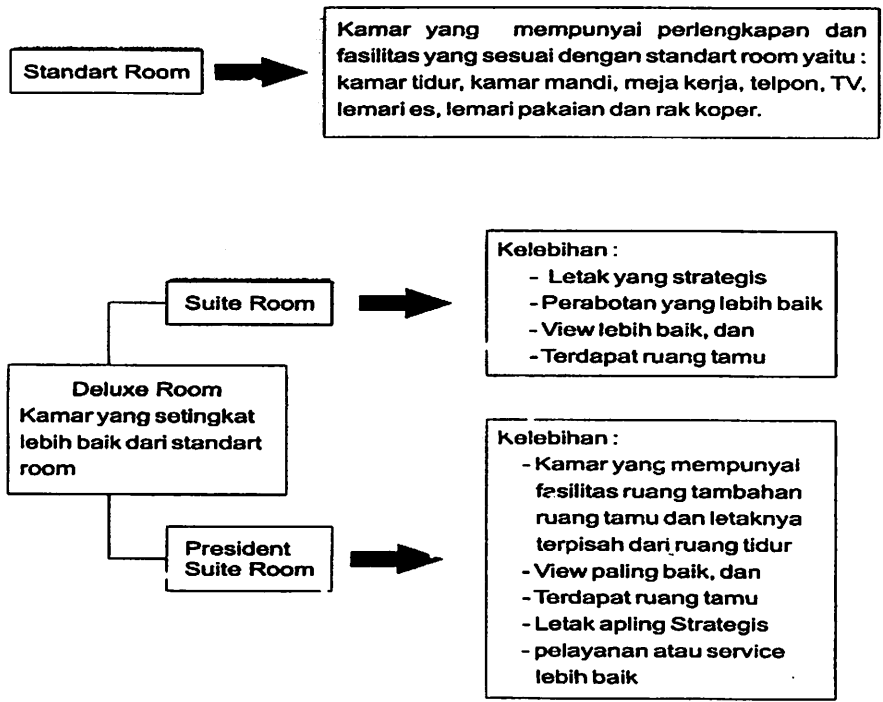 Standart Room
Kamar yang mempunyai perlengkapan dan
fasilitas yang sesuai dengan standart room yaitu :
kamar tidur, kamar mandi, meja kerja, telpon, TV,
lemari es, lemari pakaian dan rak koper.
Suite Room
Kelebihan :
- Letak yang strategis
- Perabotan yang lebih baik
- View lebih baik, dan
- Terdapat ruang tamu
Deluxe Room
Kamar yang setingkat
lebih baik dari standart
room
President
Suite Room
Kelebihan :
- Kamar yang mempunyai
fasilitas ruang tambahan
ruang tamu dan letaknya
terpisah dari ruang tidur
- View paling baik, dan
- Terdapat ruang tamu
- Letak apling Strategis
- pelayanan atau service
lebih baik